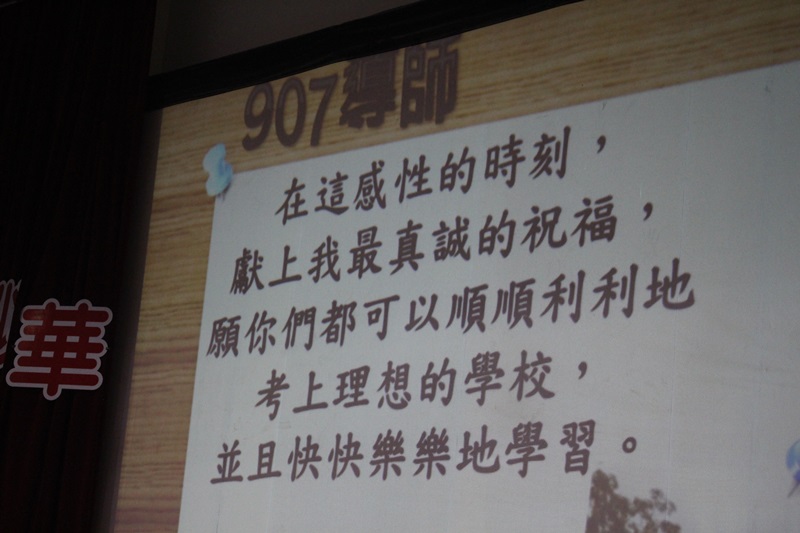 907導師
在這感性的時刻，
獻上我最真誠的祝福，
願你們都可以順順利利地
考上理想的學校，
並且快快樂樂地學習。
華